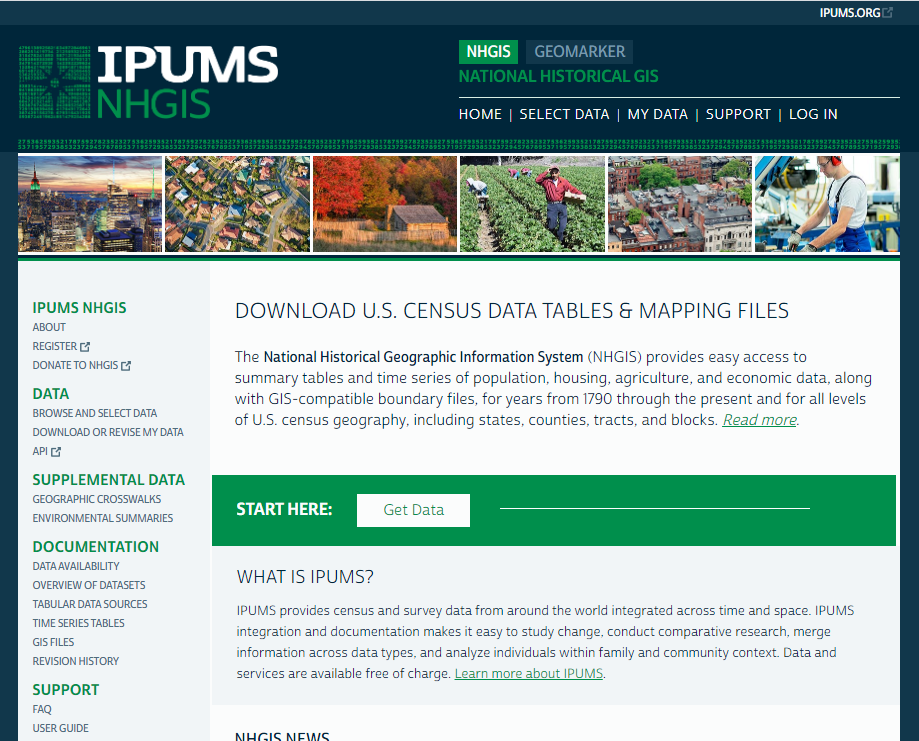 IPUMS.ORG
IPUMS
NHGIS
NHGIS GEOMARKER
NATIONAL HISTORICAL GIS
HOME | SELECT DATA | MY DATA | SUPPORT | LOG IN
IPUMS NHGIS
ABOUT
REGISTER
DONATE TO NHGIS
DATA
BROWSE AND SELECT DATA
DOWNLOAD OR REVISE MY DATA
API
SUPPLEMENTAL DATA
GEOGRAPHIC CROSSWALKS
ENVIRONMENTAL SUMMARIES
DOCUMENTATION
DATA AVAILABILITY
OVERVIEW OF DATASETS
TABULAR DATA SOURCES
TIME SERIES TABLES
GIS FILES
REVISION HISTORY
SUPPORT
FAQ
USER GUIDE
DOWNLOAD U.S. CENSUS DATA TABLES & MAPPING FILES
The National Historical Geographic Information System (NHGIS) provides easy access to
summary tables and time series of population, housing, agriculture, and economic data, along
with GIS-compatible boundary files, for years from 1790 through the present and for all levels
of U.S. census geography, including states, counties, tracts, and blocks. Read more.
START HERE: Get Data
WHAT IS IPUMS?
IPUMS provides census and survey data from around the world integrated across time and space. IPUMS
integration and documentation makes it easy to study change, conduct comparative research, merge
information across data types, and analyze individuals within family and community context. Data and
services are available free of charge. Learn more about IPUMS.
NHGIS NEWS